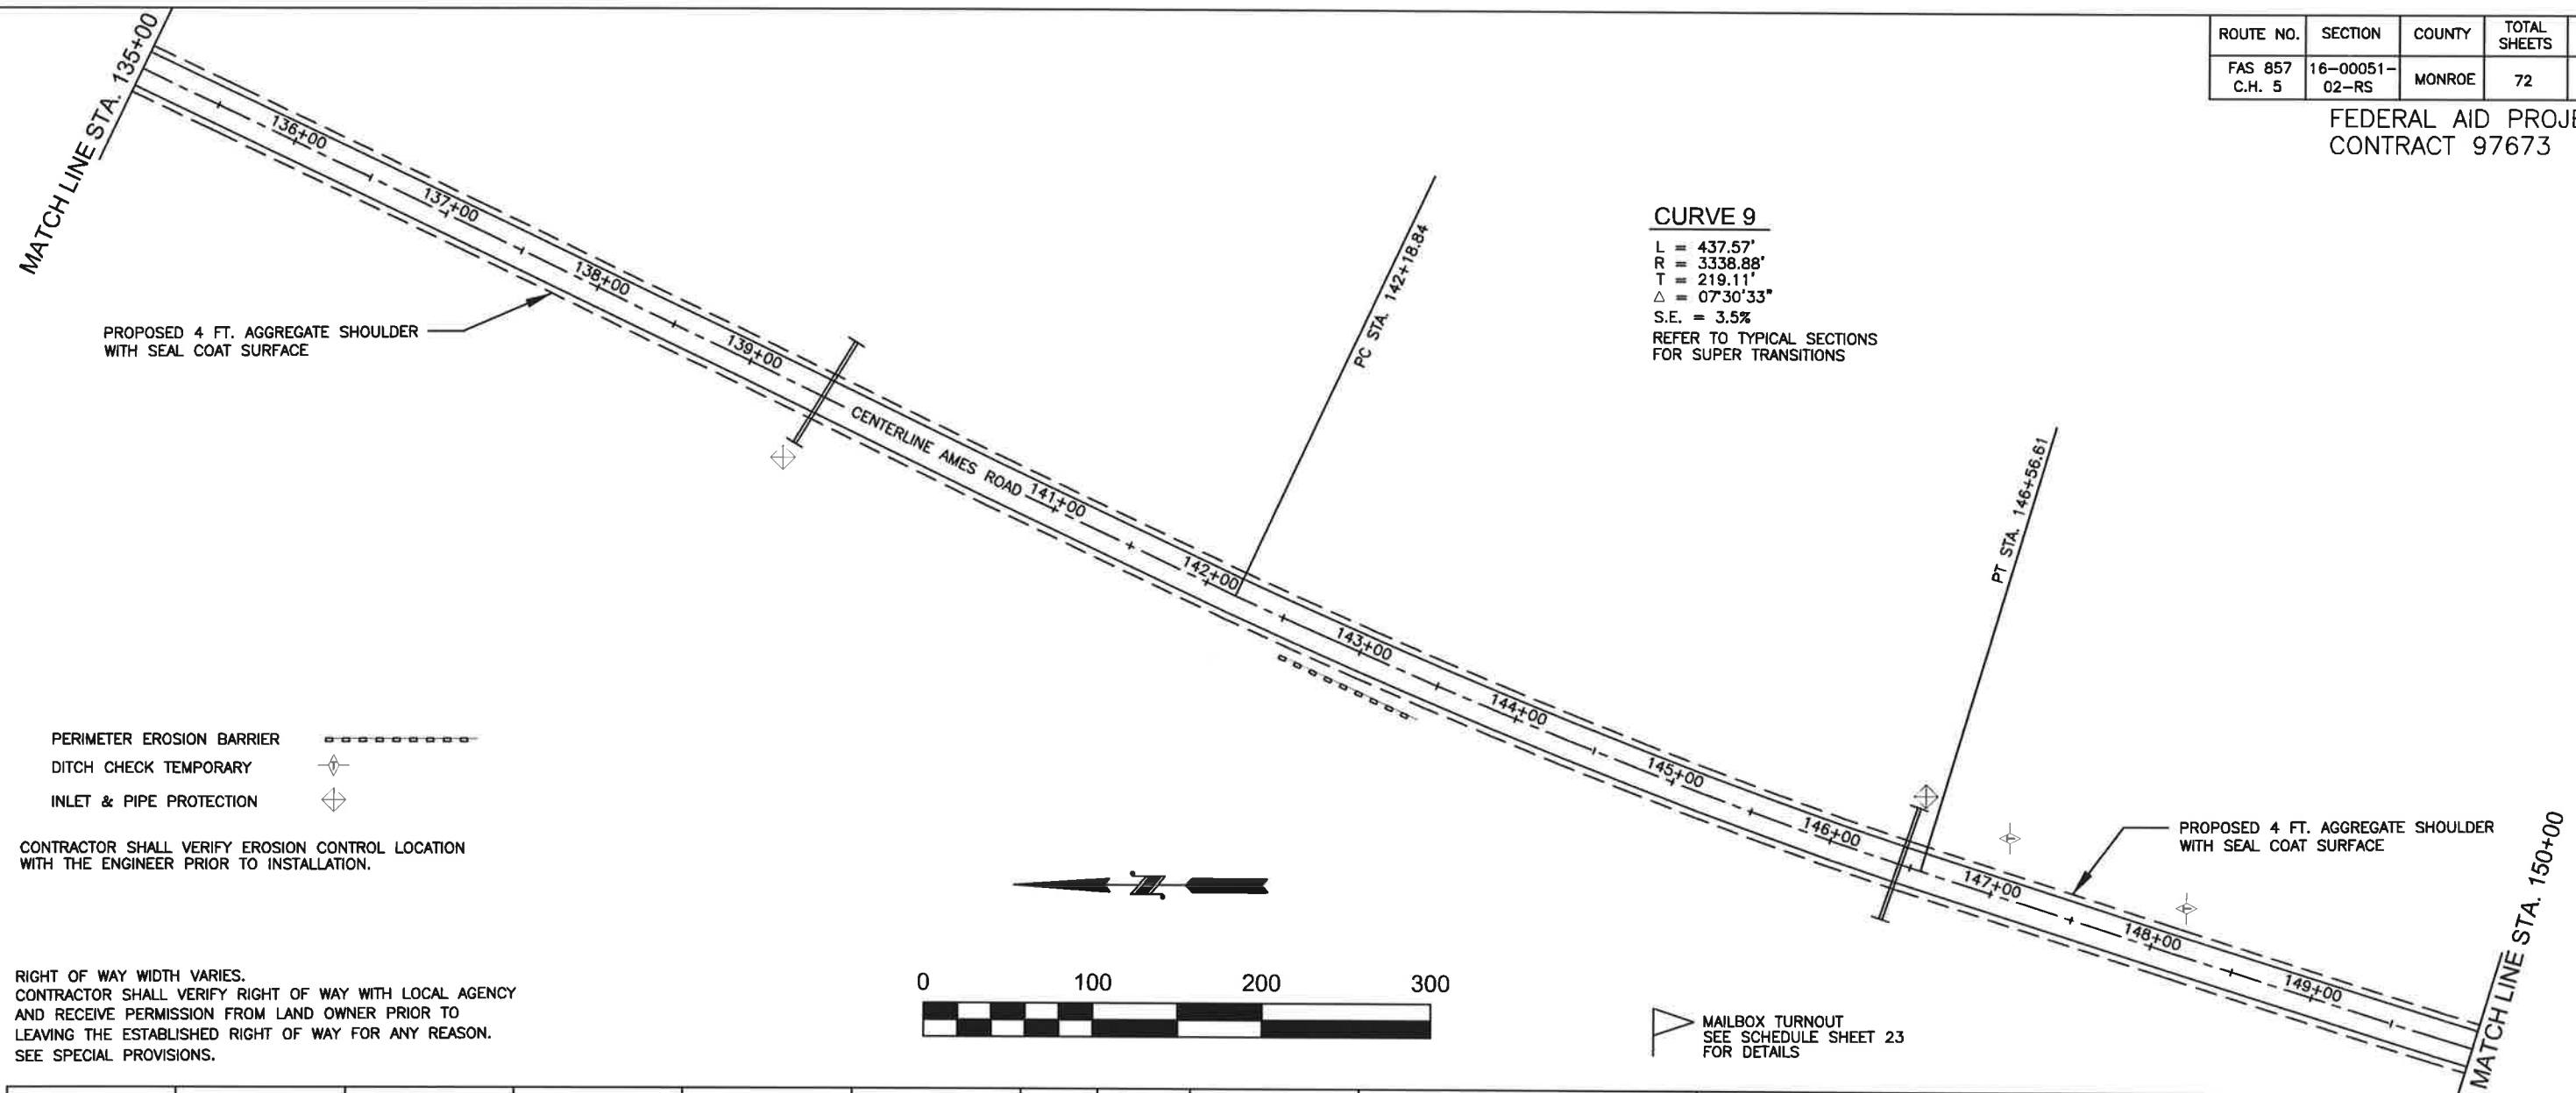 ROUTE NO. SECTION COUNTY TOTAL SHEETS
FAS 857 C.H. 5 16-00051-02-RS MONROE 72
CONTRACT 97673
FEDERAL AID
MATCH LINE STA. 135+00
136+00
137+00
138+00
139+00
PROPOSED 4 FT. AGGREGATE SHOULDER
WITH SEAL COAT SURFACE
CENTERLINE AMES ROAD
141+00
142+00
PC STA. 142+18.84
CURVE 9
L = 437.57'
R = 3338.88'
T = 219.11'
△ = 07°30'33"
S.E. = 3.5%
REFER TO TYPICAL SECTIONS
FOR SUPER TRANSITIONS
143+00
144+00
145+00
146+00
PT STA. 146+56.61
147+00
148+00
149+00
PROPOSED 4 FT. AGGREGATE SHOULDER
WITH SEAL COAT SURFACE
MATCH LINE STA. 150+00
PERIMETER EROSION BARRIER
DITCH CHECK TEMPORARY
INLET & PIPE PROTECTION
CONTRACTOR SHALL VERIFY EROSION CONTROL LOCATION
WITH THE ENGINEER PRIOR TO INSTALLATION.
RIGHT OF WAY WIDTH VARIES.
CONTRACTOR SHALL VERIFY RIGHT OF WAY WITH LOCAL AGENCY
AND RECEIVE PERMISSION FROM LAND OWNER PRIOR TO
LEAVING THE ESTABLISHED RIGHT OF WAY FOR ANY REASON.
SEE SPECIAL PROVISIONS.
N
0 100 200 300
MAILBOX TURNOUT
SEE SCHEDULE SHEET 23
FOR DETAILS